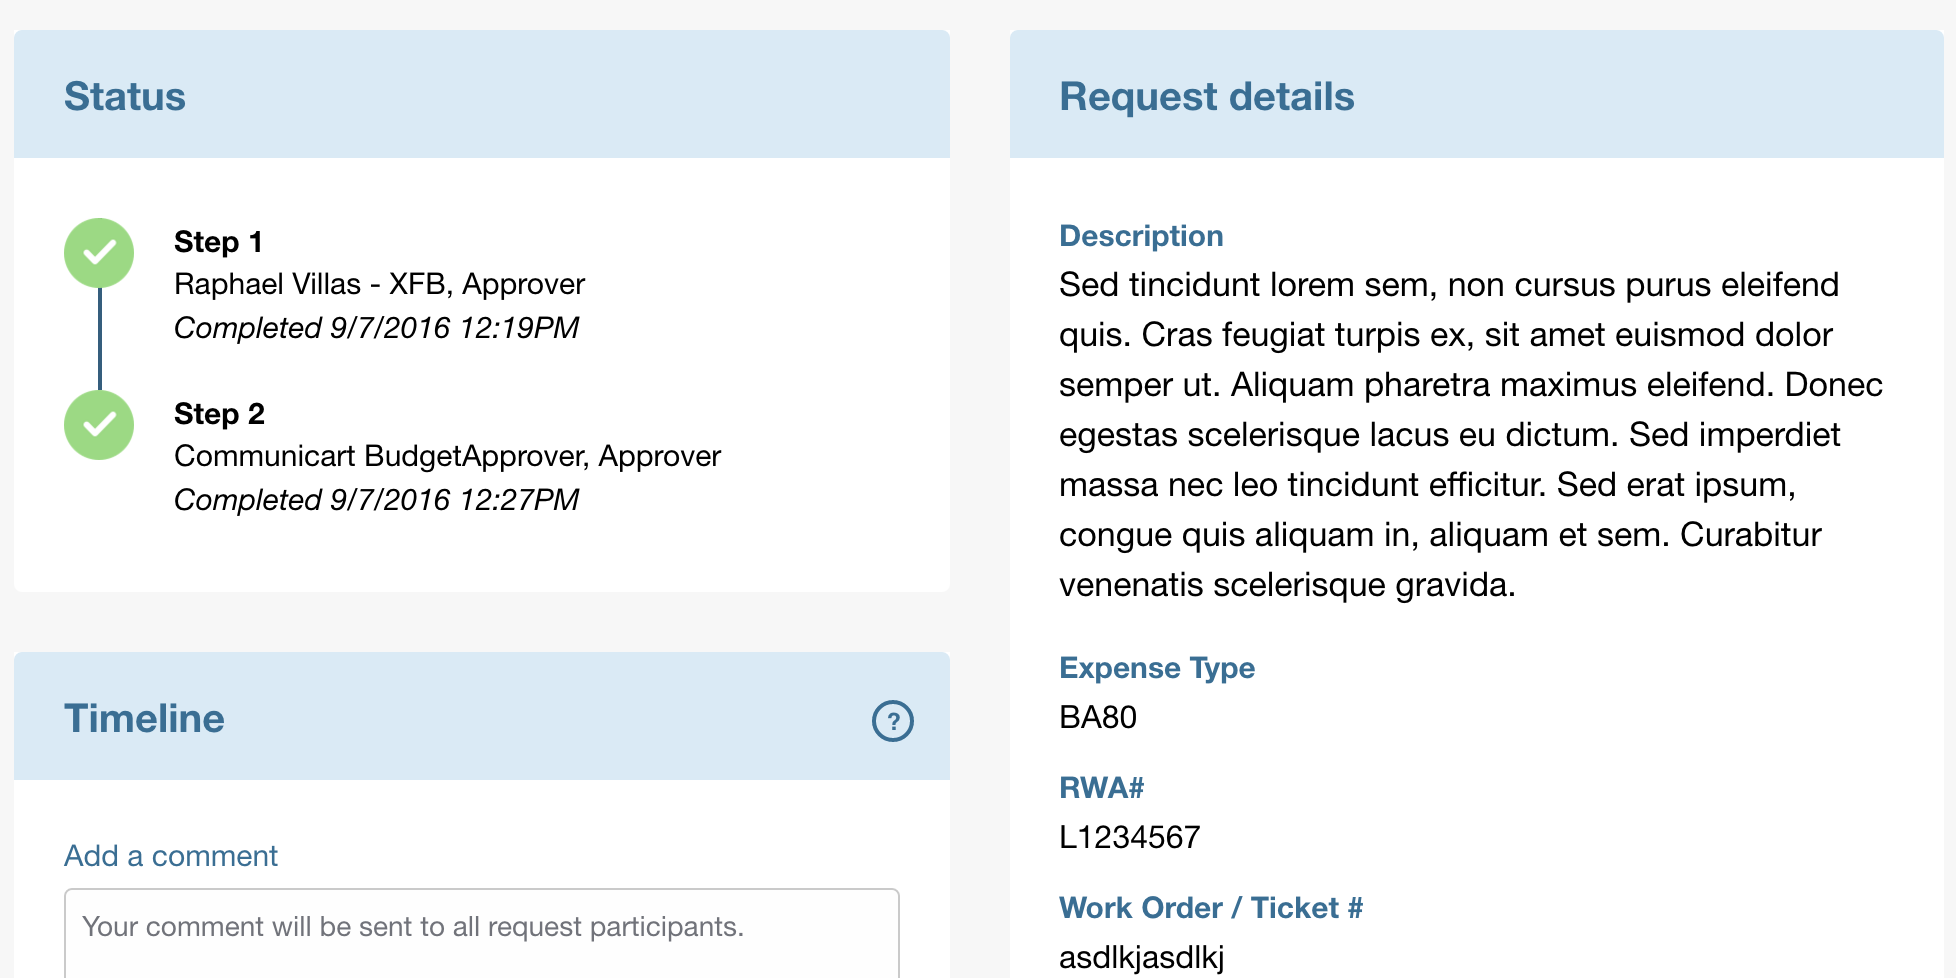 Status
Step 1
Raphael Villas - XFB, Approver
Completed 9/7/2016 12:19PM
Step 2
Communicart BudgetApprover, Approver
Completed 9/7/2016 12:27PM
Timeline
?
Add a comment
Your comment will be sent to all request participants.
Request details
Description
Sed tincidunt lorem sem, non cursus purus eleifend
quis. Cras feugiat turpis ex, sit amet euismod dolor
semper ut. Aliquam pharetra maximus eleifend. Donec
egestas scelerisque lacus eu dictum. Sed imperdiet
massa nec leo tincidunt efficitur. Sed erat ipsum,
congue quis aliquam in, aliquam et sem. Curabitur
venenatis scelerisque gravida.
Expense Type
BA80
RWA#
L1234567
Work Order / Ticket #
asdlkjasdlkj